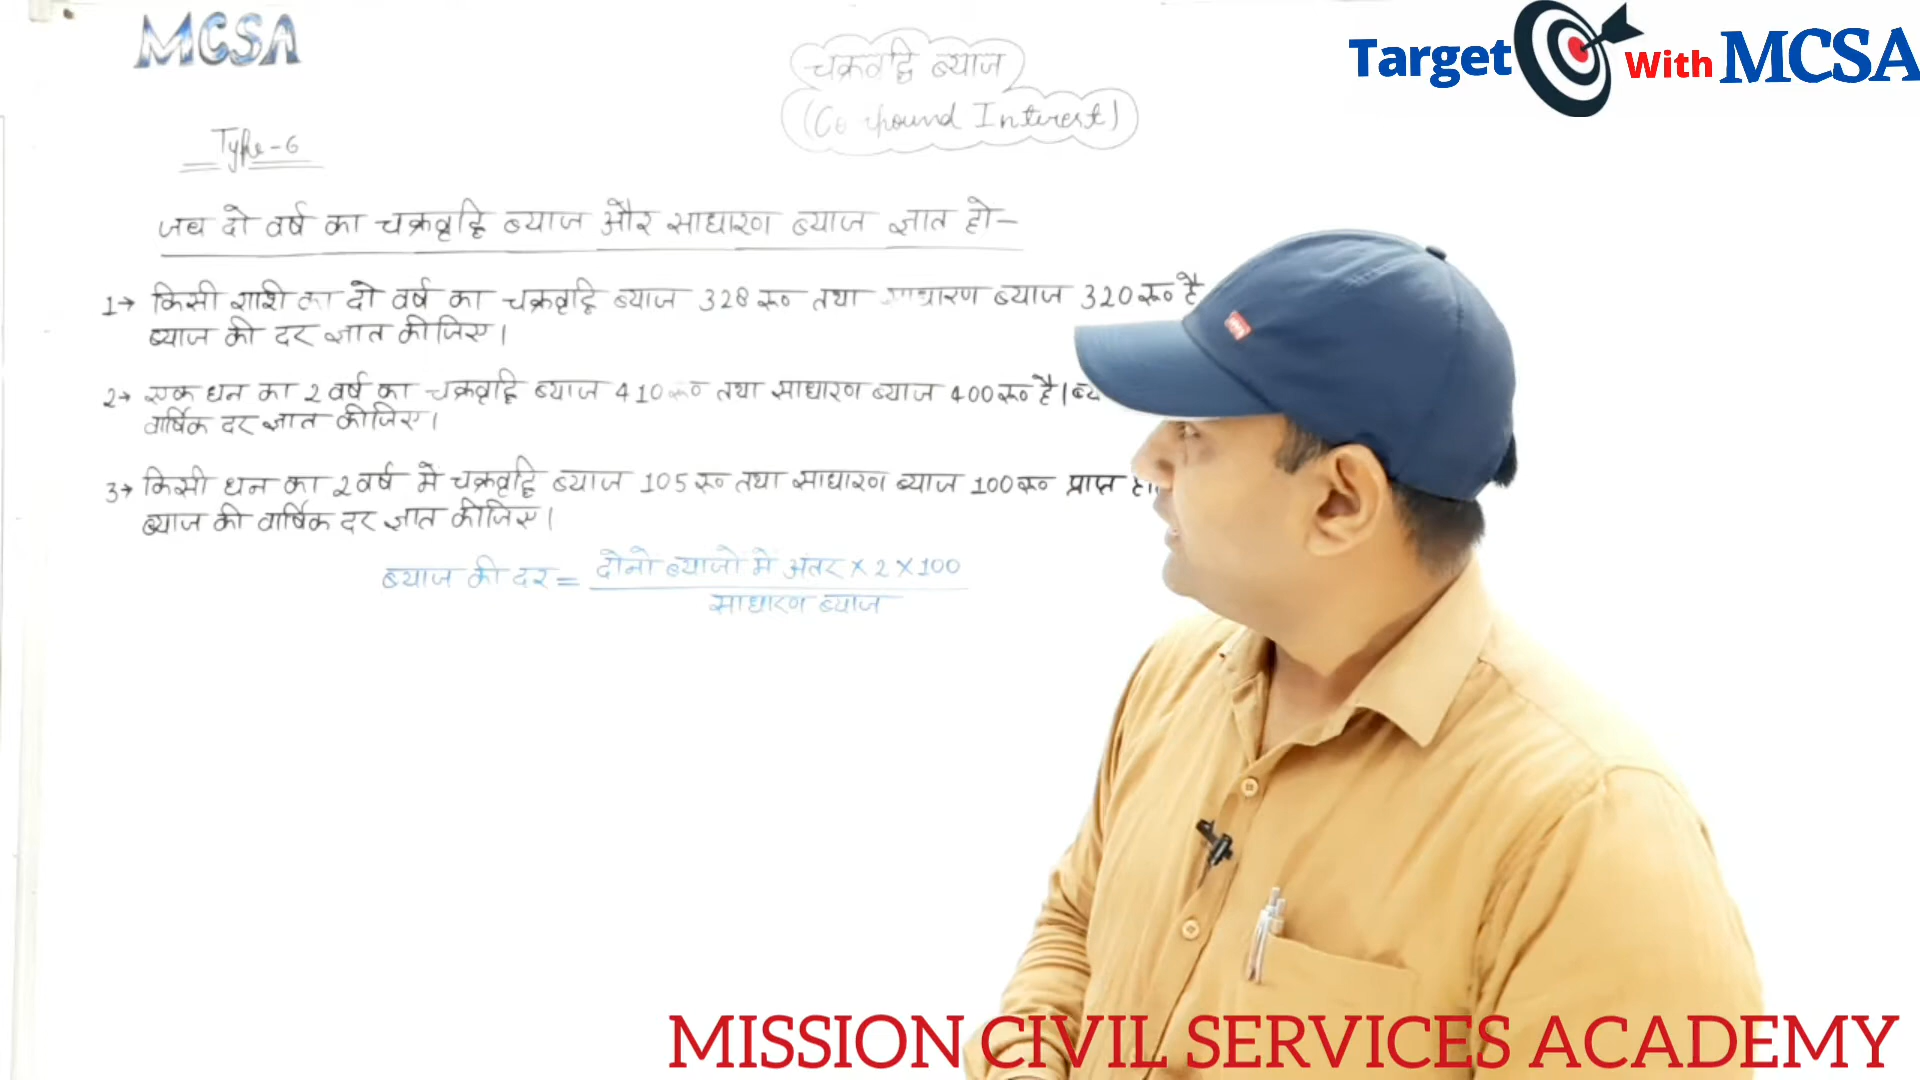 MCSA
Target With MCSA
चक्रवृद्धि ब्याज
(Compound Interest)
Type-6
जब दो वर्ष का चक्रवृद्धि ब्याज और साधारण ब्याज ज्ञात हो-
1→ किसी राशि का दो वर्ष का चक्रवृद्धि ब्याज 328 रू० तथा साधारण ब्याज 320 रू० है
ब्याज की दर ज्ञात कीजिए।
2→ एक धन का 2 वर्ष का चक्रवृद्धि ब्याज 410 रू० तथा साधारण ब्याज 400 रू० है।
वार्षिक दर ज्ञात कीजिए।
3→ किसी धन का 2 वर्ष मे चक्रवृद्धि ब्याज 105 रू० तथा साधारण ब्याज 100 रू० प्राप्त
ब्याज की वार्षिक दर ज्ञात कीजिए।
ब्याज की दर = दोनो ब्याजो मे अंतर × 2 × 100
साधारण ब्याज
MISSION CIVIL SERVICES ACADEMY